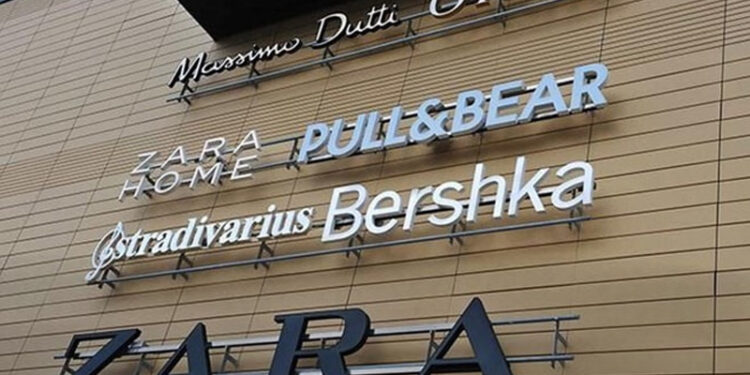 Massimo Dutti
ZARA HOME
PULL&BEAR
stradivarius
Bershka
ZARA